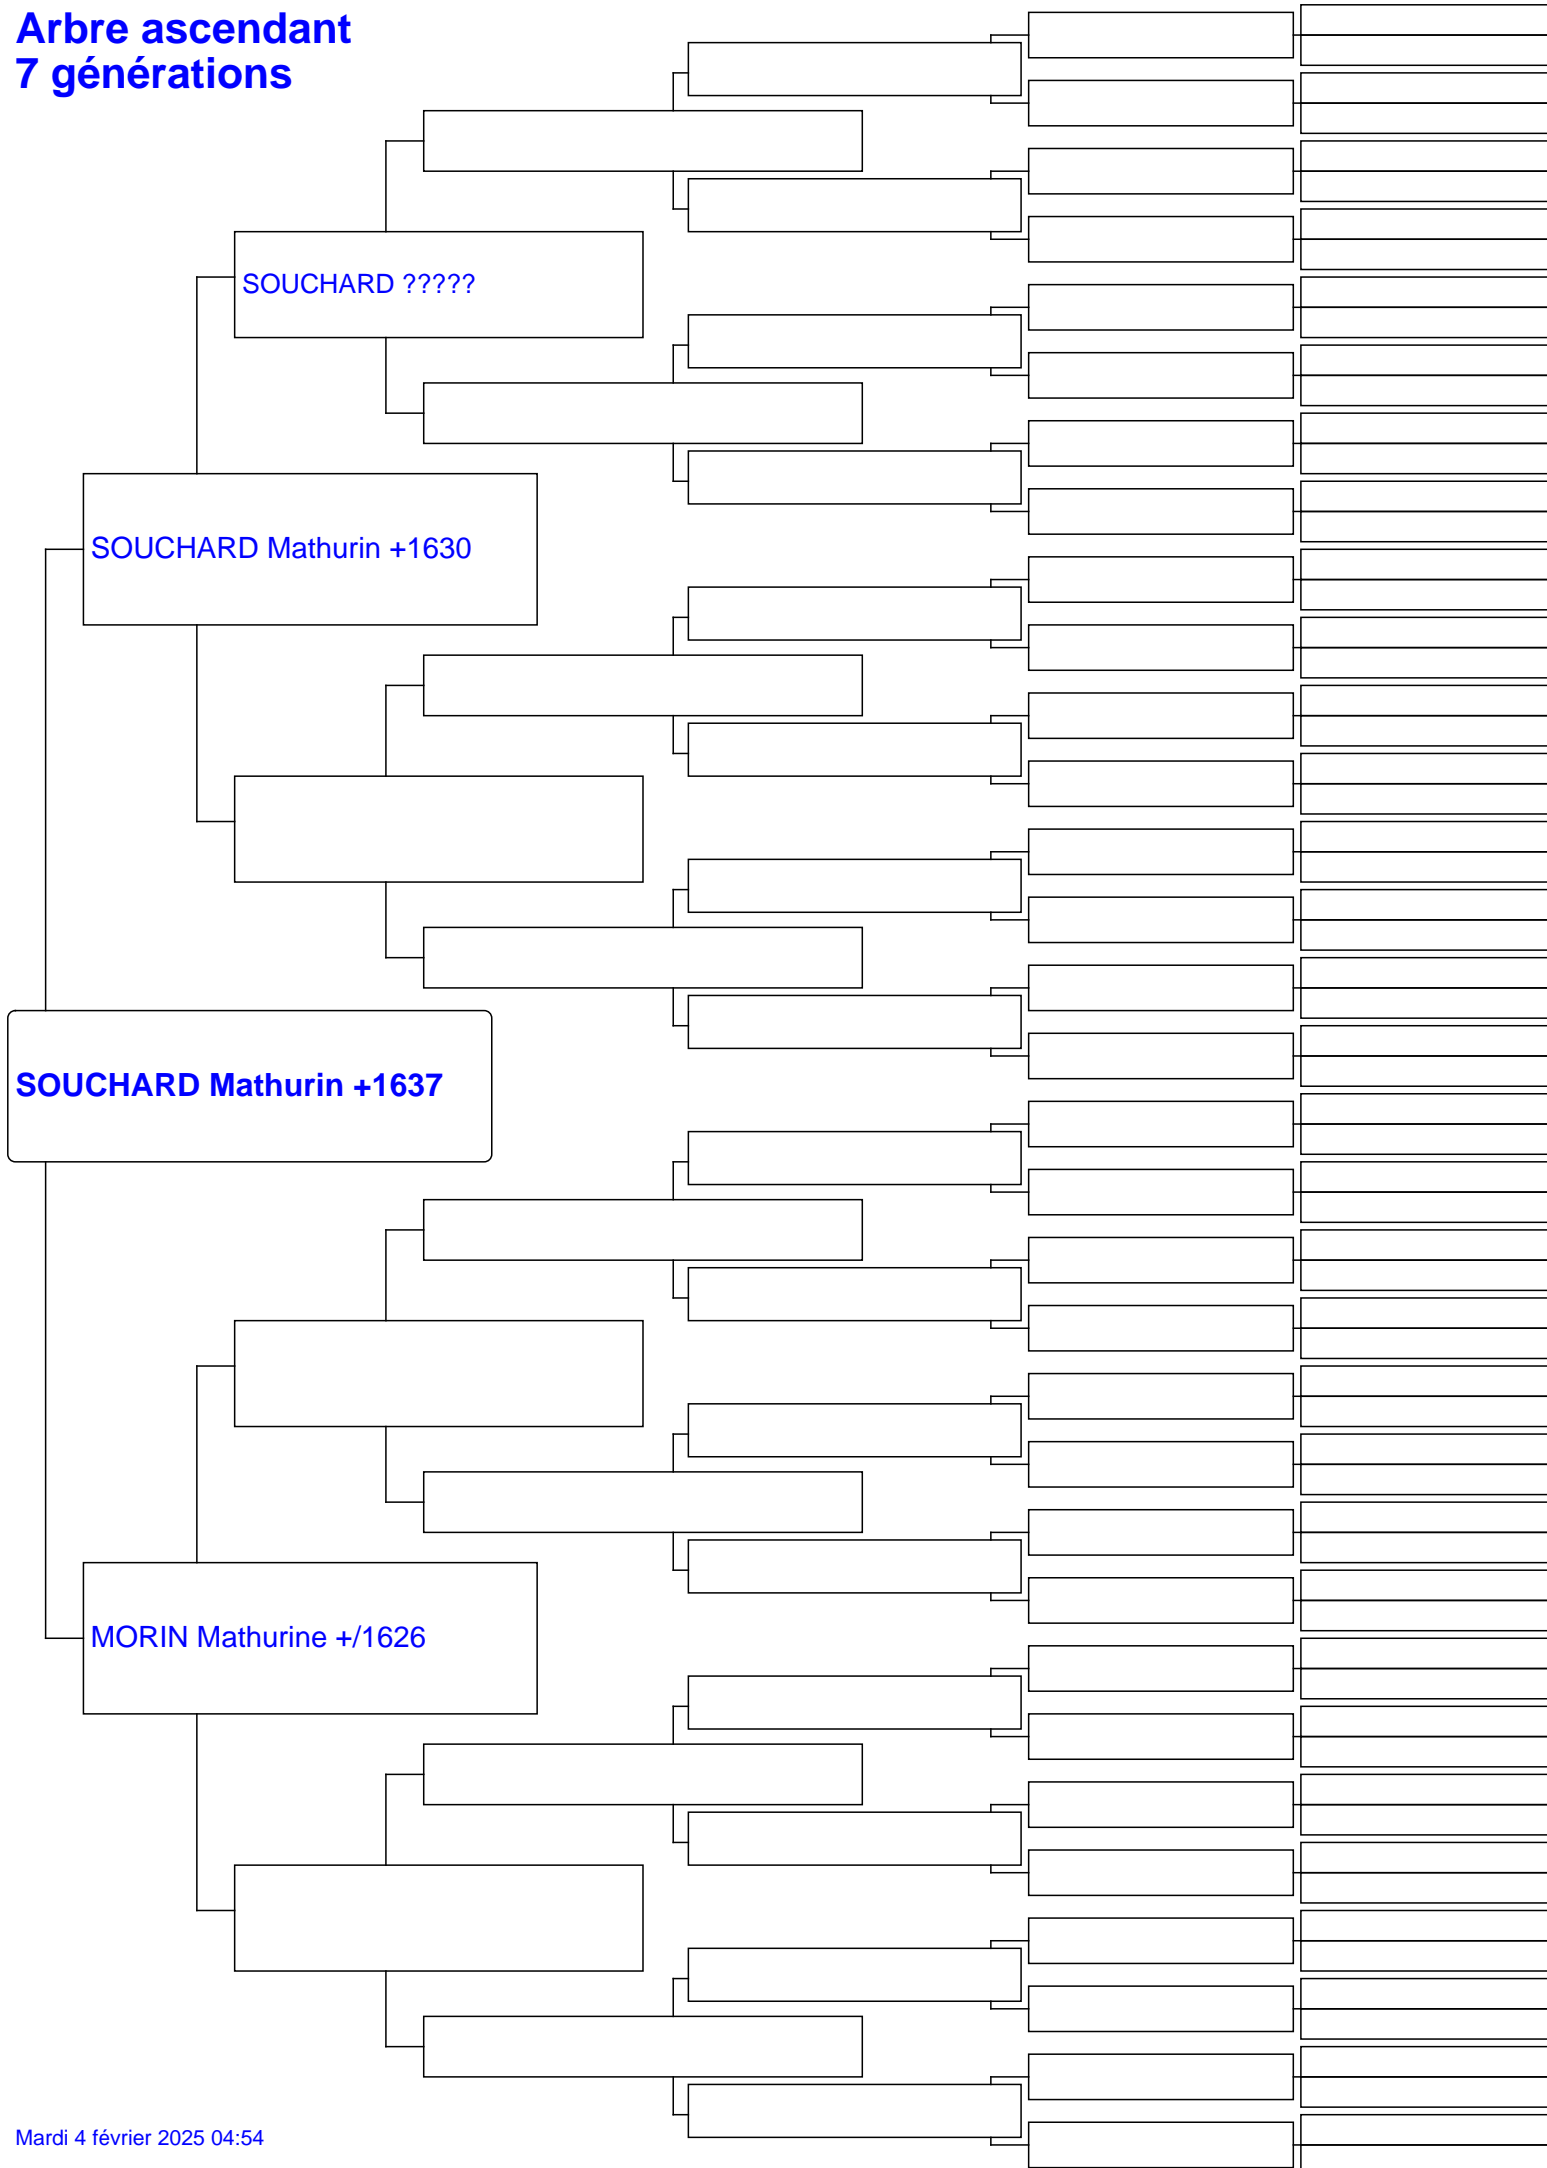 Arbre ascendant
7 générations
SOUCHARD ?????
SOUCHARD Mathurin +1630
SOUCHARD Mathurin +1637
MORIN Mathurine +/1626
Mardi 4 février 2025 04:54